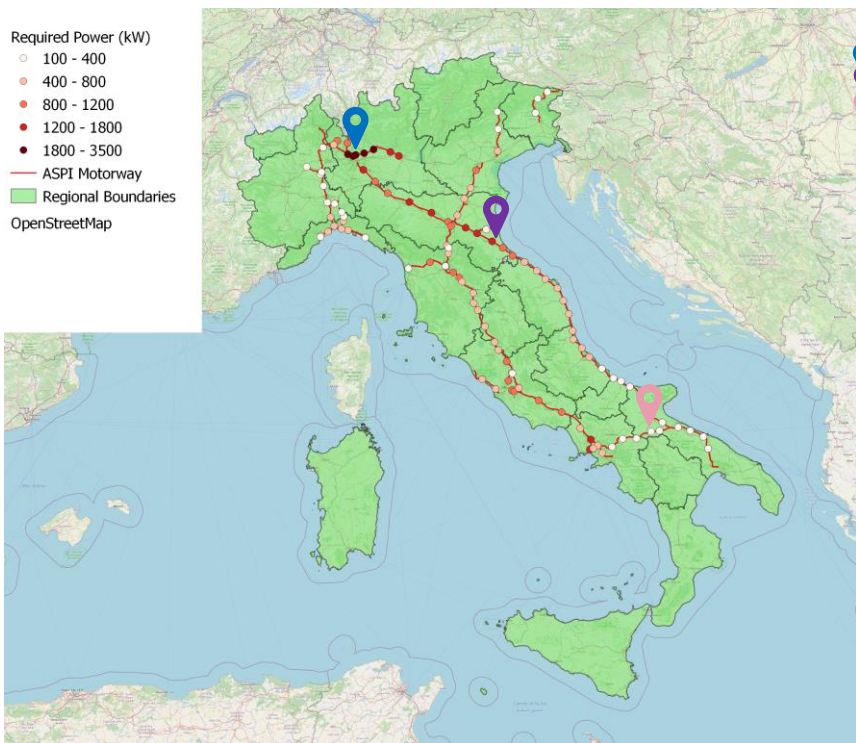 Required Power (kW)
100 - 400
400 - 800
800 - 1200
1200 - 1800
1800 - 3500
ASPI Motorway
Regional Boundaries
OpenStreetMap